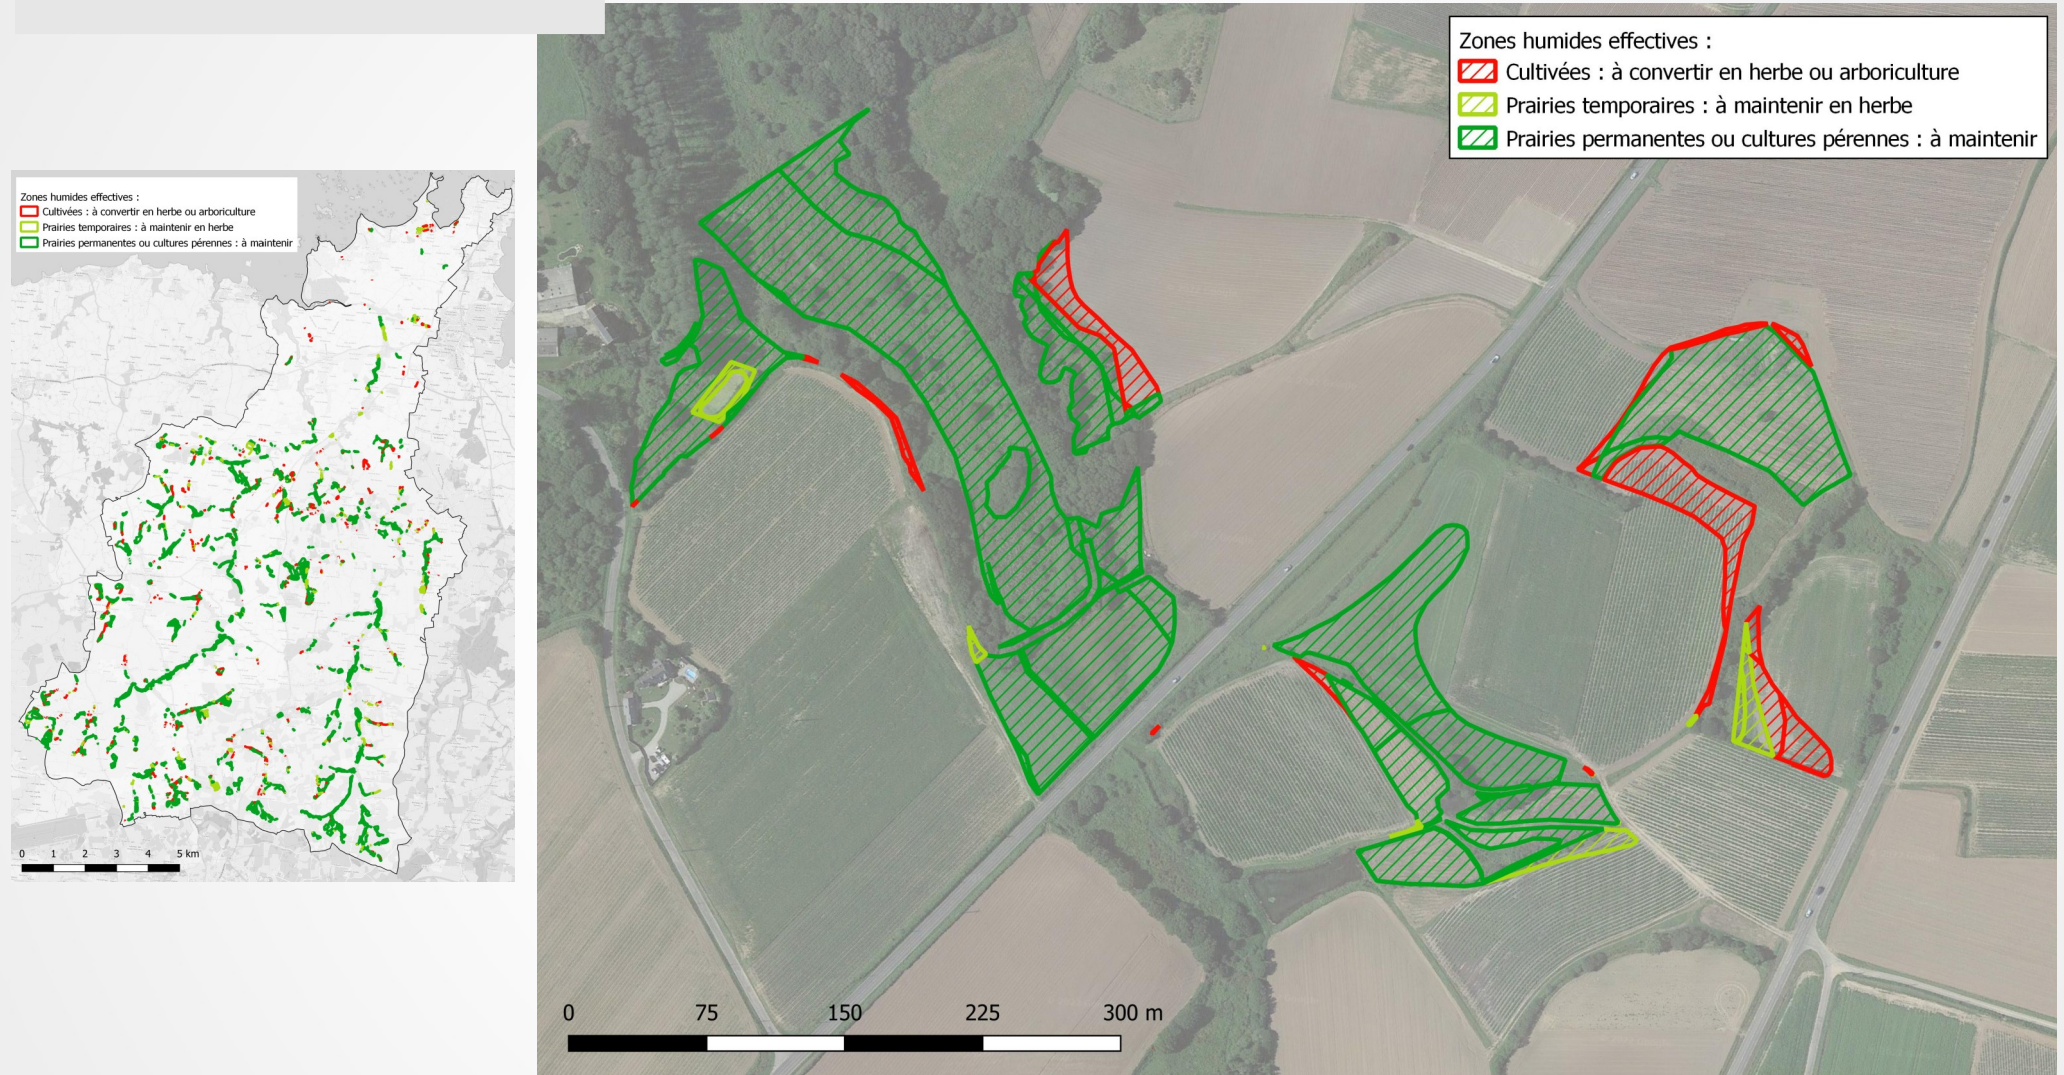 Zones humides effectives :
Cultivées : à convertir en herbe ou arboriculture
Prairies temporaires : à maintenir en herbe
Prairies permanentes ou cultures pérennes : à maintenir
0 1 2 3 4 5 km
Zones humides effectives :
Cultivées : à convertir en herbe ou arboriculture
Prairies temporaires : à maintenir en herbe
Prairies permanentes ou cultures pérennes : à maintenir
0 75 150 225 300 m